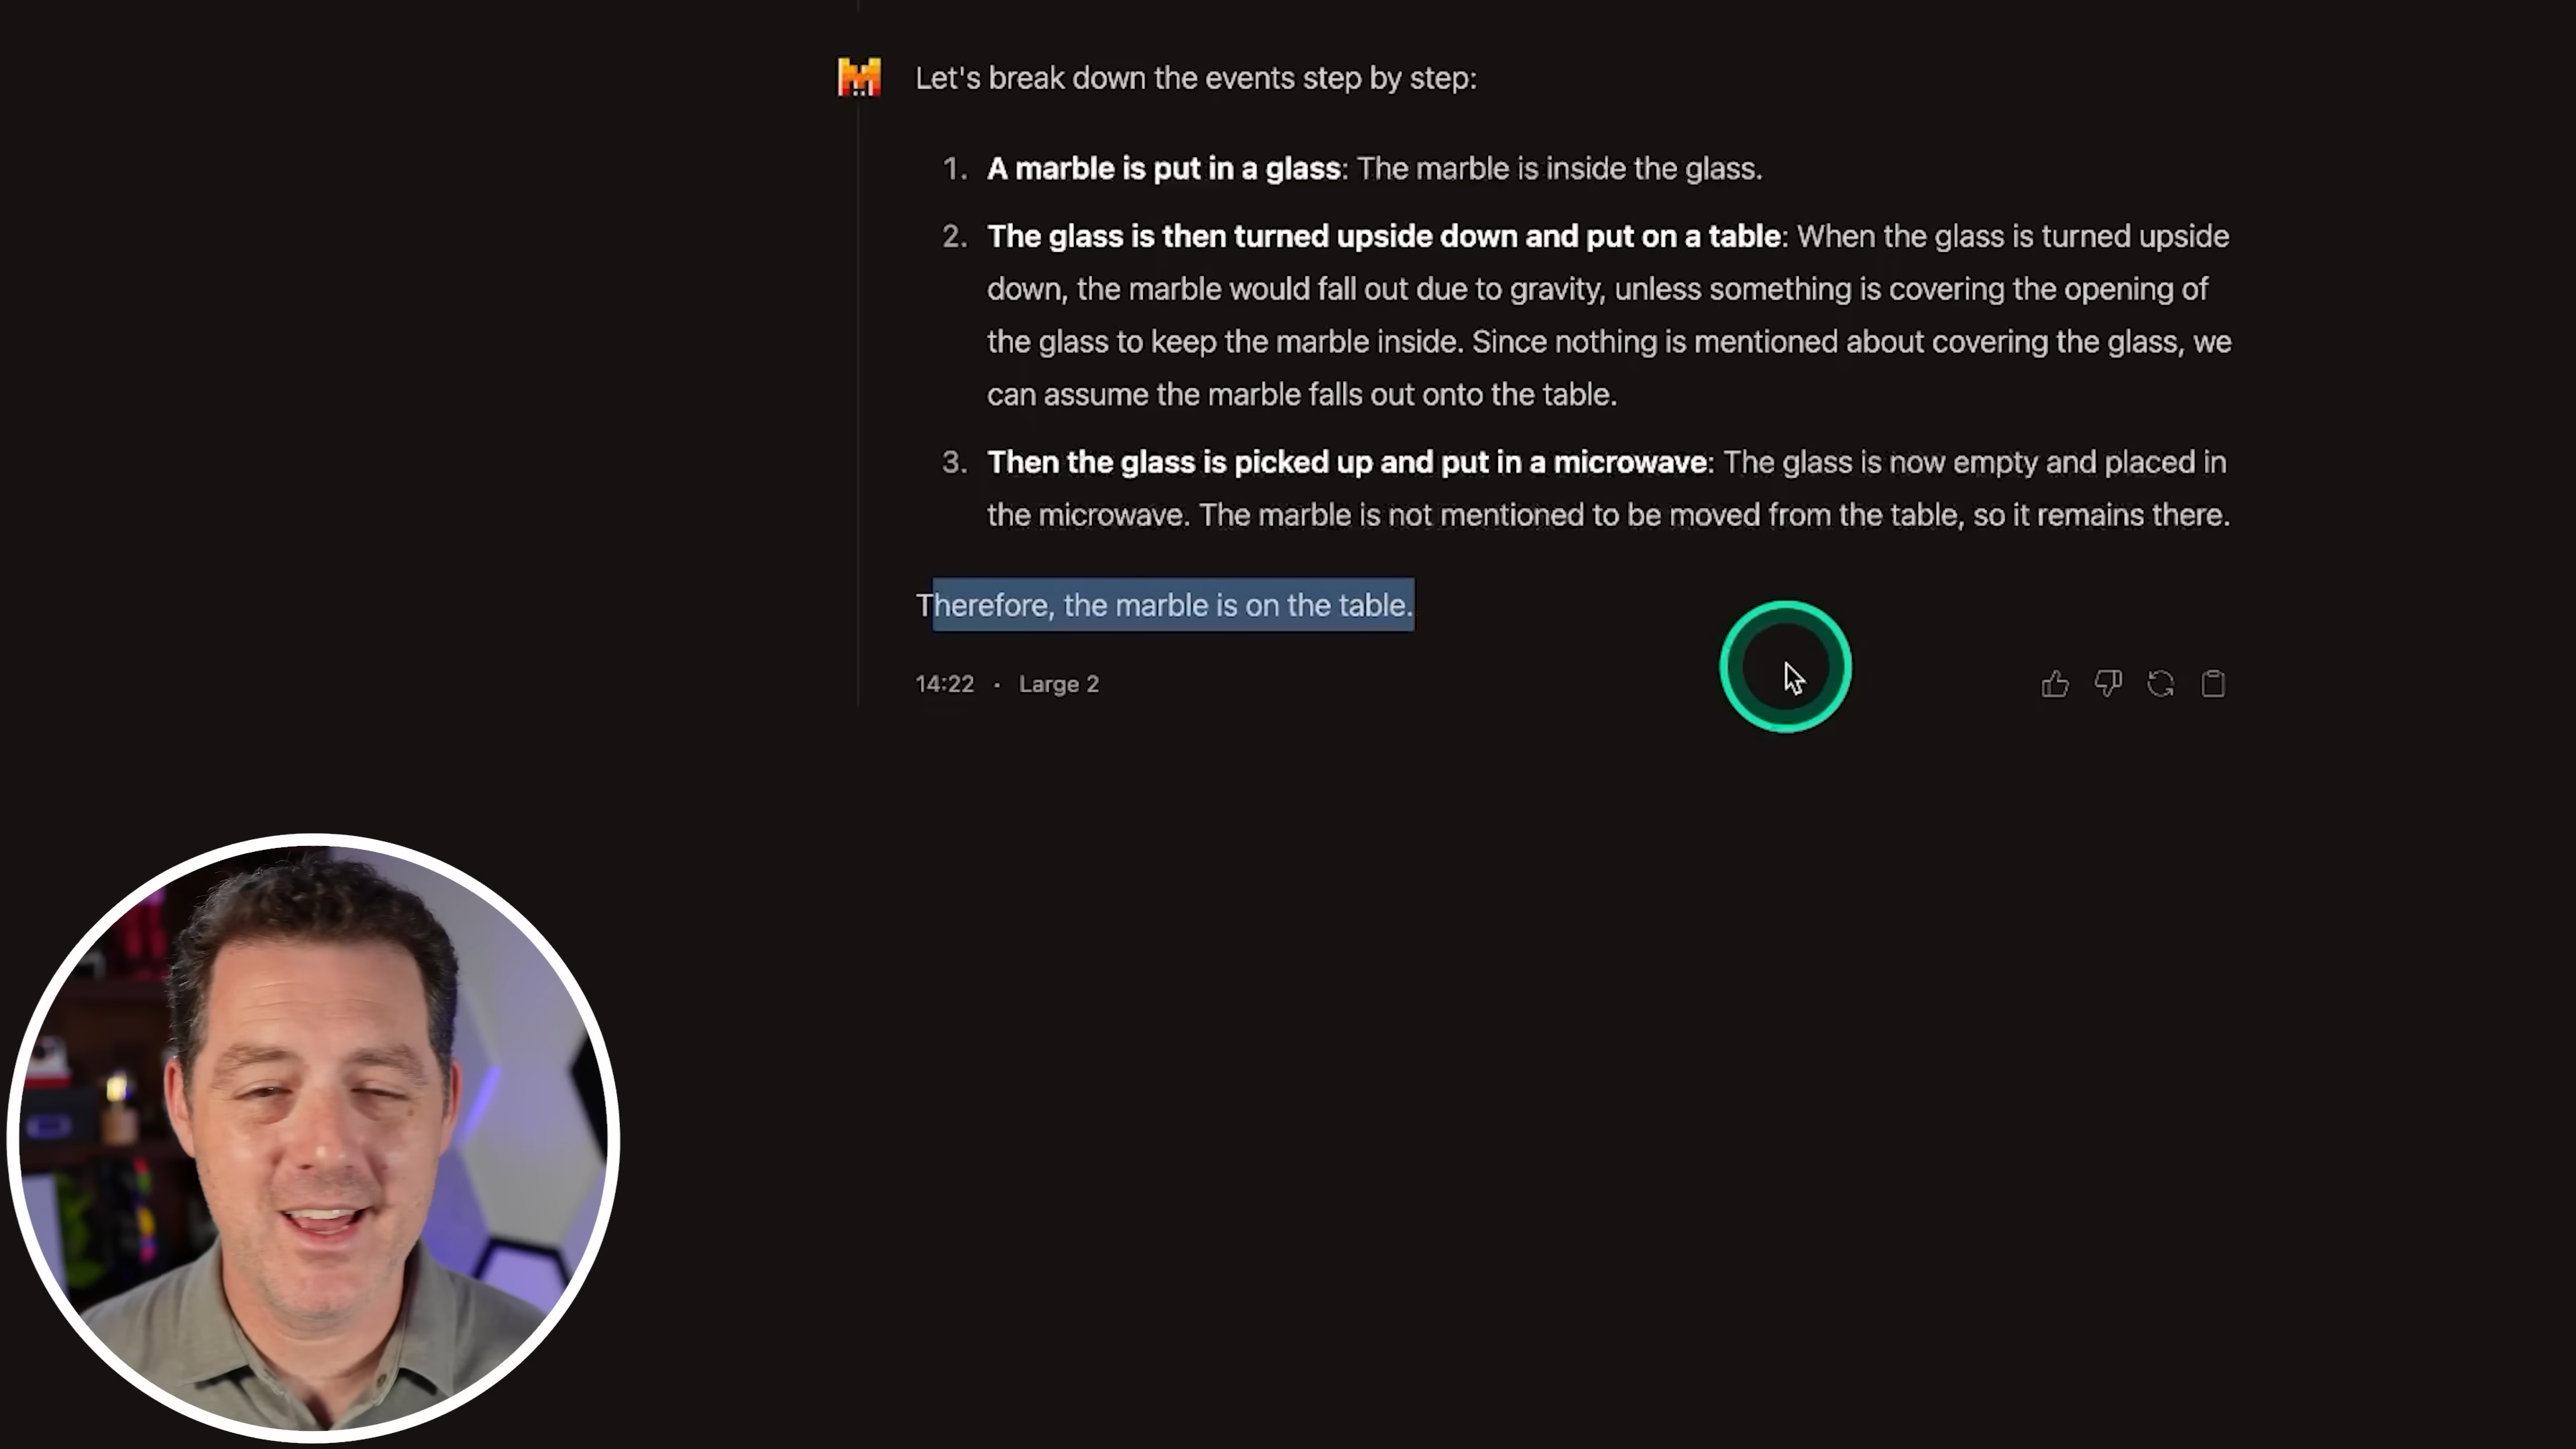 Let's break down the events step by step:
1. A marble is put in a glass: The marble is inside the glass.
2. The glass is then turned upside down and put on a table: When the glass is turned upside
down, the marble would fall out due to gravity, unless something is covering the opening of
the glass to keep the marble inside. Since nothing is mentioned about covering the glass, we
can assume the marble falls out onto the table.
3. Then the glass is picked up and put in a microwave: The glass is now empty and placed in
the microwave. The marble is not mentioned to be moved from the table, so it remains there.
Therefore, the marble is on the table.
14:22 · Large 2